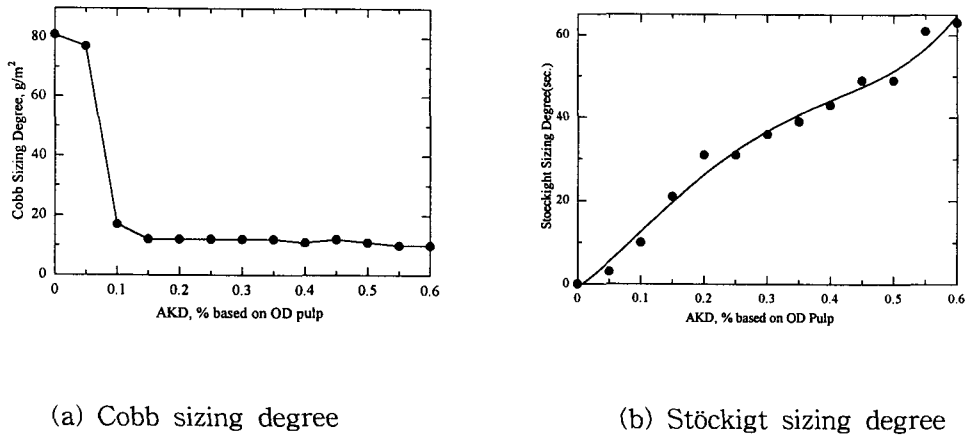 Cobb Sizing Degree, g/m²
80
60
40
20
0
0 0.1 0.2 0.3 0.4 0.5 0.6
AKD, % based on OD pulp
(a) Cobb sizing degree
Stoeckight Sizing Degree(sec.)
60
40
20
0
0 0.1 0.2 0.3 0.4 0.5 0.6
AKD, % based on OD Pulp
(b) Stöckigt sizing degree